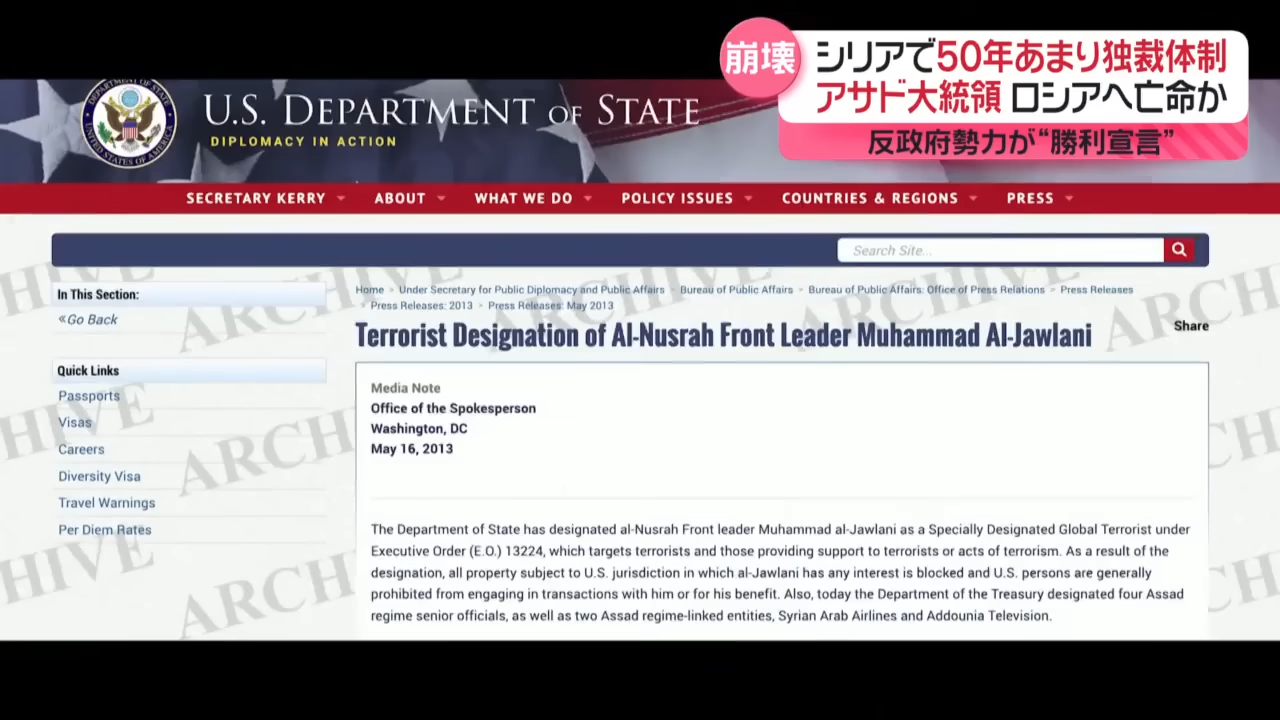 崩壊
シリアで50年あまり独裁体制
アサド大統領 ロシアへ亡命か
反政府勢力が“勝利宣言”
DEPARTMENT OF STATE
UNITED STATES OF AMERICA
U.S. DEPARTMENT OF STATE
DIPLOMACY IN ACTION
SECRETARY KERRY ABOUT WHAT WE DO POLICY ISSUES COUNTRIES & REGIONS PRESS
Search Site...
In This Section:
«Go Back
Quick Links
Passports
Visas
Careers
Diversity Visa
Travel Warnings
Per Diem Rates
Home > Under Secretary for Public Diplomacy and Public Affairs > Bureau of Public Affairs > Bureau of Public Affairs: Office of Press Relations > Press Releases
> Press Releases: 2013 > Press Releases: May 2013
Terrorist Designation of Al-Nusrah Front Leader Muhammad Al-Jawlani
Share
Media Note
Office of the Spokesperson
Washington, DC
May 16, 2013
The Department of State has designated al-Nusrah Front leader Muhammad al-Jawlani as a Specially Designated Global Terrorist under
Executive Order (E.O.) 13224, which targets terrorists and those providing support to terrorists or acts of terrorism. As a result of the
designation, all property subject to U.S. jurisdiction in which al-Jawlani has any interest is blocked and U.S. persons are generally
prohibited from engaging in transactions with him or for his benefit. Also, today the Department of the Treasury designated four Assad
regime senior officials, as well as two Assad regime-linked entities, Syrian Arab Airlines and Addounia Television.
ARCHIVE
ARCHIVE
ARCHIVE
ARCHIVE